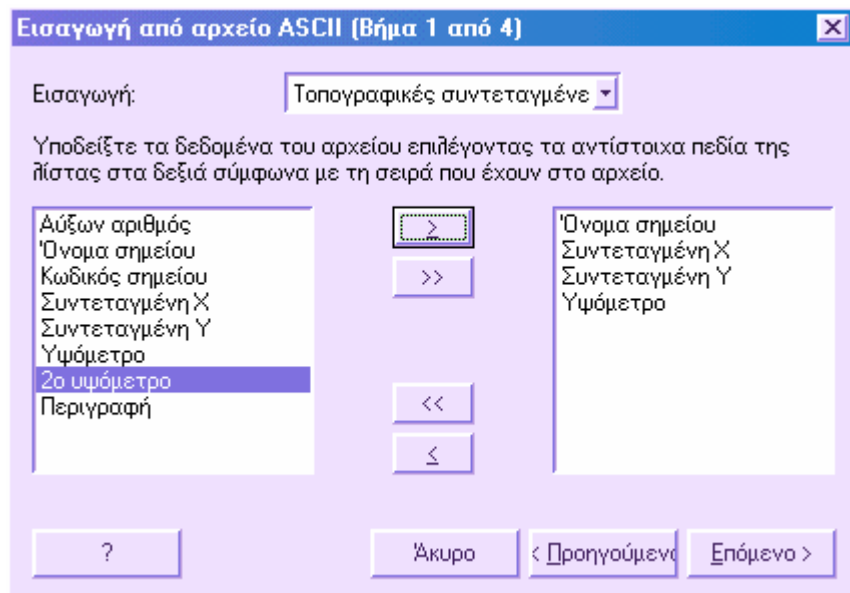 Εισαγωγή από αρχείο ASCII (Βήμα 1 από 4)
Εισαγωγή:
Τοπογραφικές συντεταγμένε
Υποδείξτε τα δεδομένα του αρχείου επιλέγοντας τα αντίστοιχα πεδία της
λίστας στα δεξιά σύμφωνα με τη σειρά που έχουν στο αρχείο.
Αύξων αριθμός
Όνομα σημείου
Κωδικός σημείου
Συντεταγμένη Χ
Συντεταγμένη Υ
Υψόμετρο
2ο υψόμετρο
Περιγραφή
>
>>
<<
<
Όνομα σημείου
Συντεταγμένη Χ
Συντεταγμένη Υ
Υψόμετρο
?
Άκυρο
< Προηγούμενο
Επόμενο >